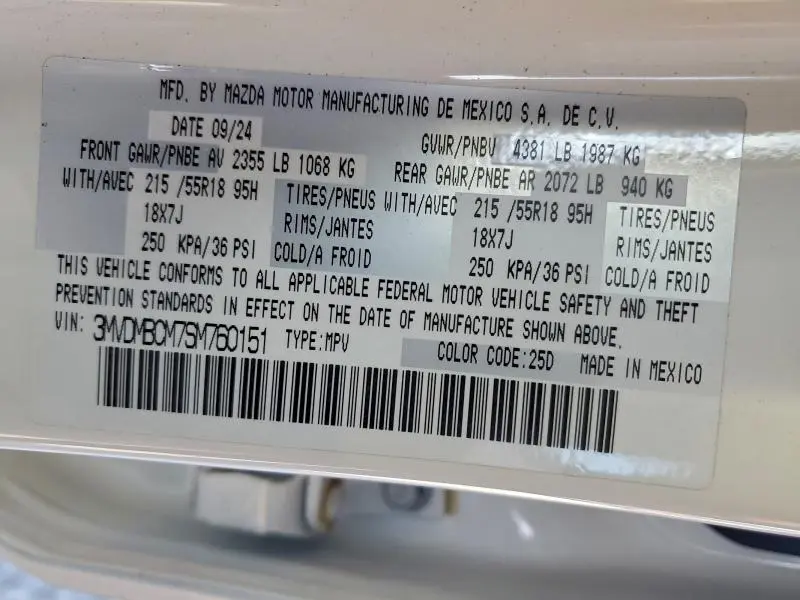 MFD. BY MAZDA MOTOR MANUFACTURING DE MEXICO S.A. DE C.V.
DATE 09/24 GVWR/PNBV 4381 LB 1987 KG
FRONT GAWR/PNBE AV 2355 LB 1068 KG REAR GAWR/PNBE AR 2072 LB 940 KG
WITH/AVEC 215 /55R18 95H TIRES/PNEUS WITH/AVEC 215 /55R18 95H TIRES/PNEUS
18X7J RIMS/JANTES 18X7J RIMS/JANTES
250 KPA/36 PSI COLD/A FROID 250 KPA/36 PSI COLD/A FROID
THIS VEHICLE CONFORMS TO ALL APPLICABLE FEDERAL MOTOR VEHICLE SAFETY AND THEFT
PREVENTION STANDARDS IN EFFECT ON THE DATE OF MANUFACTURE SHOWN ABOVE.
VIN: 3MVDMBCM7SM760151 TYPE:MPV COLOR CODE:25D MADE IN MEXICO